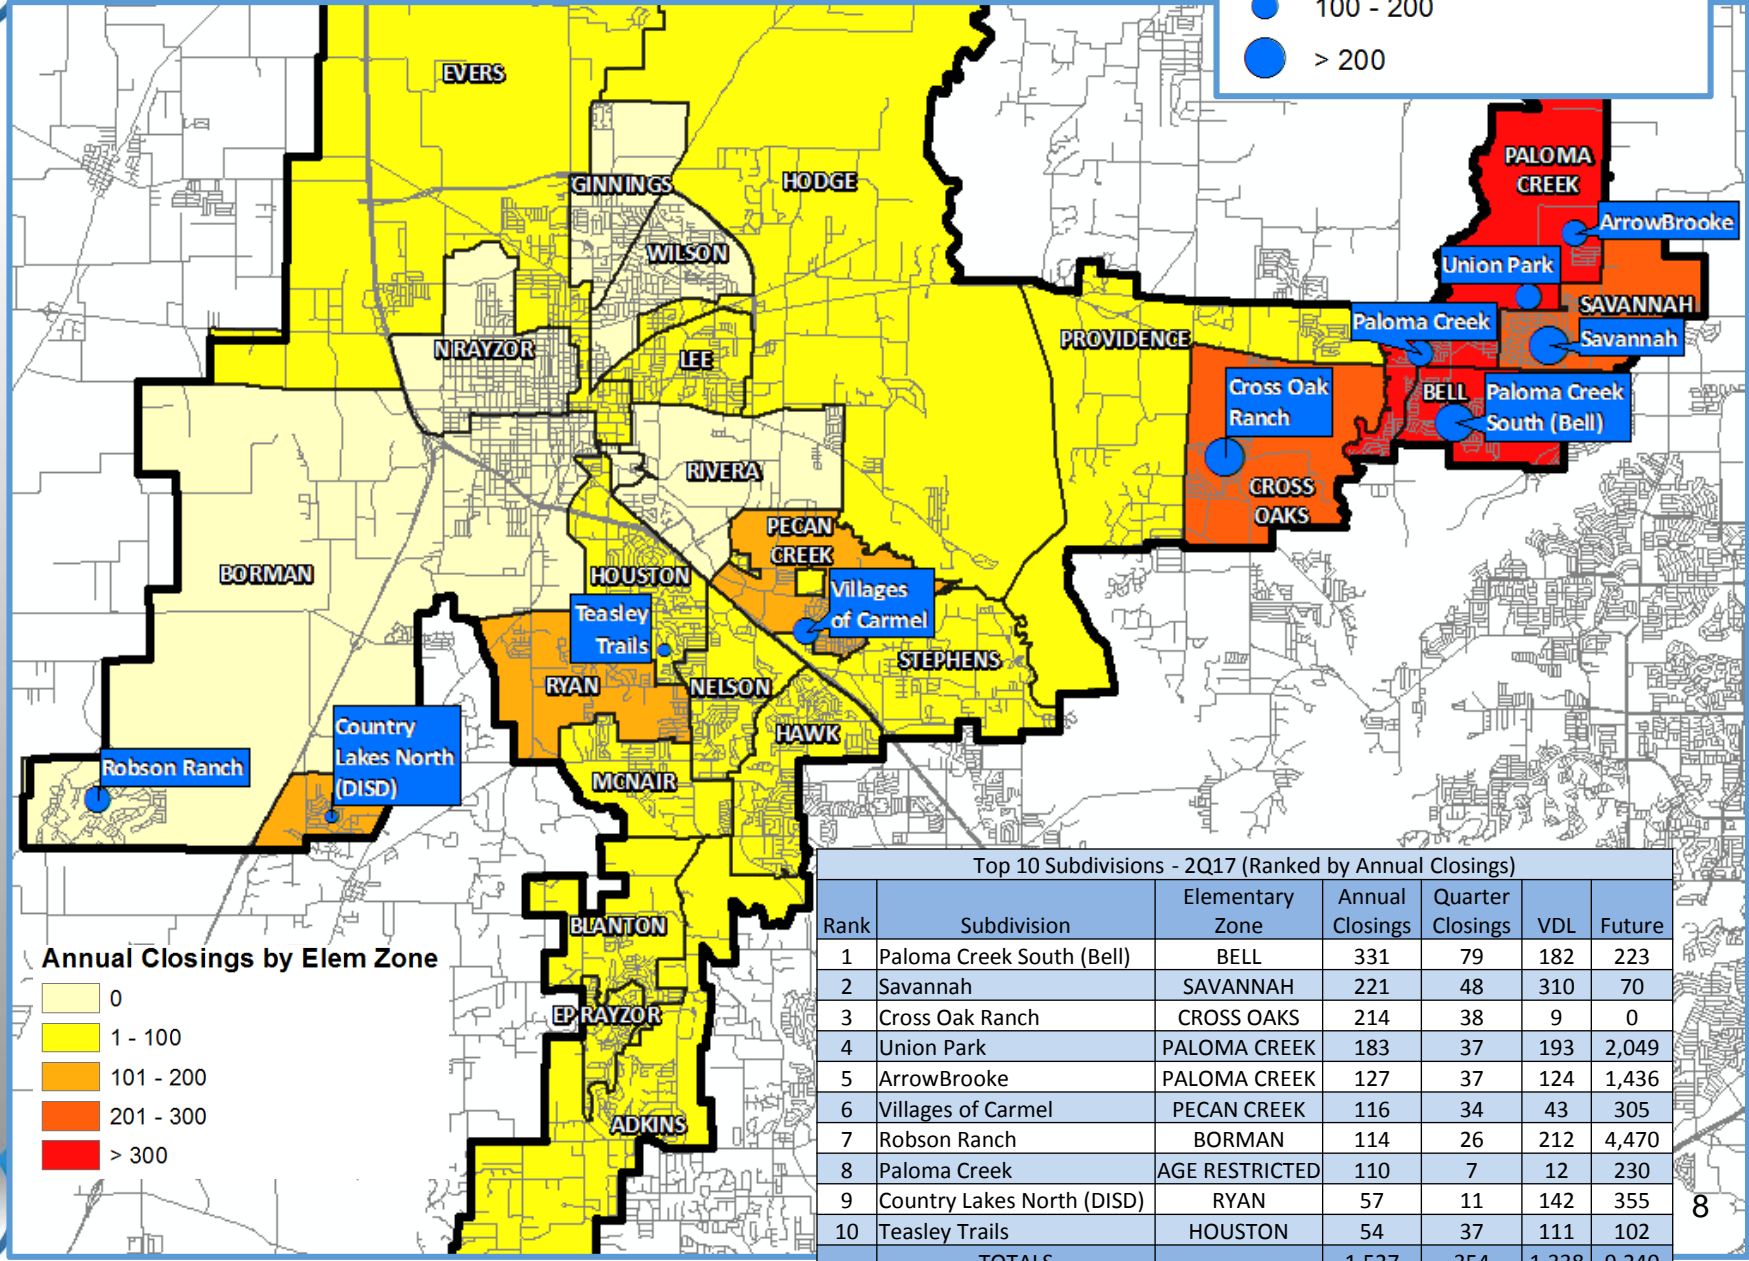 100 - 200
> 200
EVERS
PALOMA
CREEK
GINNINGS
HODGE
ArrowBrooke
WILSON
Union Park
SAVANNAH
Paloma Creek
PROVIDENCE
Savannah
N RAYZOR
LEE
Cross Oak
Ranch
BELL
Paloma Creek
South (Bell)
RIVERA
CROSS
OAKS
PECAN
CREEK
BORMAN
HOUSTON
Villages
of Carmel
Teasley
Trails
STEPHENS
RYAN
NELSON
Country
Lakes North
(DISD)
HAWK
Robson Ranch
MCNAIR
BLANTON
EP RAYZOR
ADKINS
Annual Closings by Elem Zone
0
1 - 100
101 - 200
201 - 300
> 300
Top 10 Subdivisions - 2Q17 (Ranked by Annual Closings)
Rank Subdivision Elementary Zone Annual Closings Quarter Closings VDL Future
1 Paloma Creek South (Bell) BELL 331 79 182 223
2 Savannah SAVANNAH 221 48 310 70
3 Cross Oak Ranch CROSS OAKS 214 38 9 0
4 Union Park PALOMA CREEK 183 37 193 2,049
5 ArrowBrooke PALOMA CREEK 127 37 124 1,436
6 Villages of Carmel PECAN CREEK 116 34 43 305
7 Robson Ranch BORMAN 114 26 212 4,470
8 Paloma Creek AGE RESTRICTED 110 7 12 230
9 Country Lakes North (DISD) RYAN 57 11 142 355
10 Teasley Trails HOUSTON 54 37 111 102
TOTALS 1,527 354 1,338 9,240
8